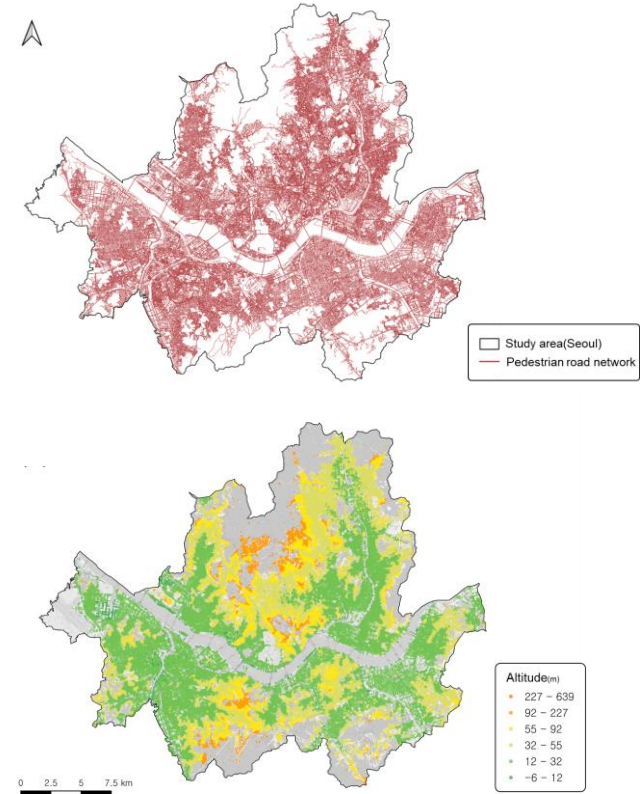 Study area(Seoul)
Pedestrian road network
Altitude(m)
227 – 639
92 – 227
55 – 92
32 – 55
12 – 32
-6 – 12
0 2.5 5 7.5 km